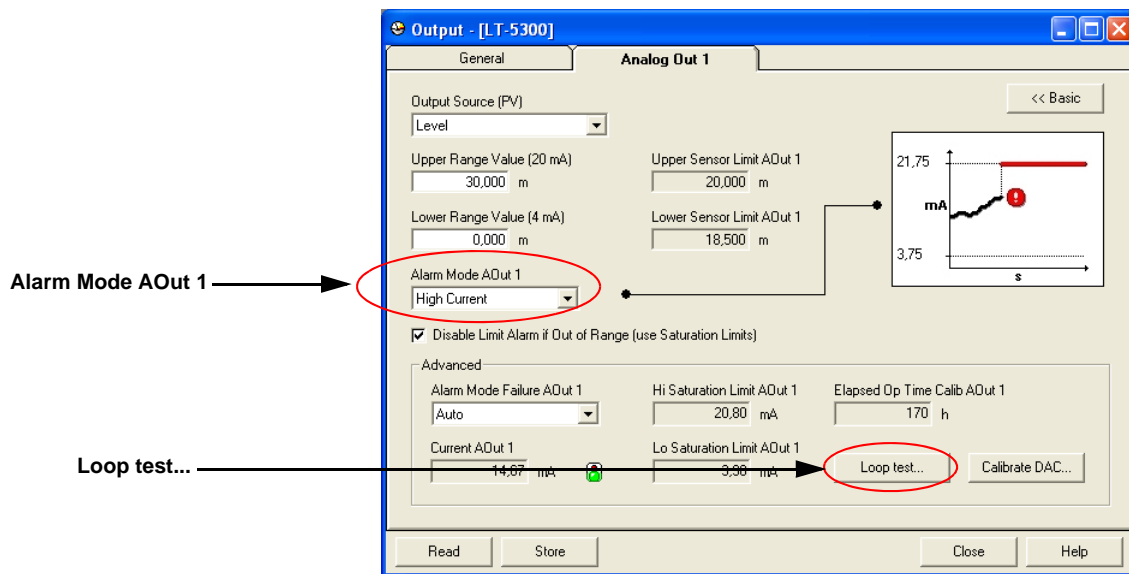 Output - [LT-5300]
General
Analog Out 1
<< Basic
Output Source (PV)
Level
Upper Range Value (20 mA)
30,000 m
Upper Sensor Limit AOut 1
20,000 m
Lower Range Value (4 mA)
0,000 m
Lower Sensor Limit AOut 1
18,500 m
21,75
mA
3,75
s
Alarm Mode AOut 1
Alarm Mode AOut 1
High Current
Disable Limit Alarm if Out of Range (use Saturation Limits)
Advanced
Alarm Mode Failure AOut 1
Auto
Hi Saturation Limit AOut 1
20,80 mA
Elapsed Op Time Calib AOut 1
170 h
Loop test...
Current AOut 1
14,67 mA
Lo Saturation Limit AOut 1
3,98 mA
Loop test...
Calibrate DAC...
Read
Store
Close
Help